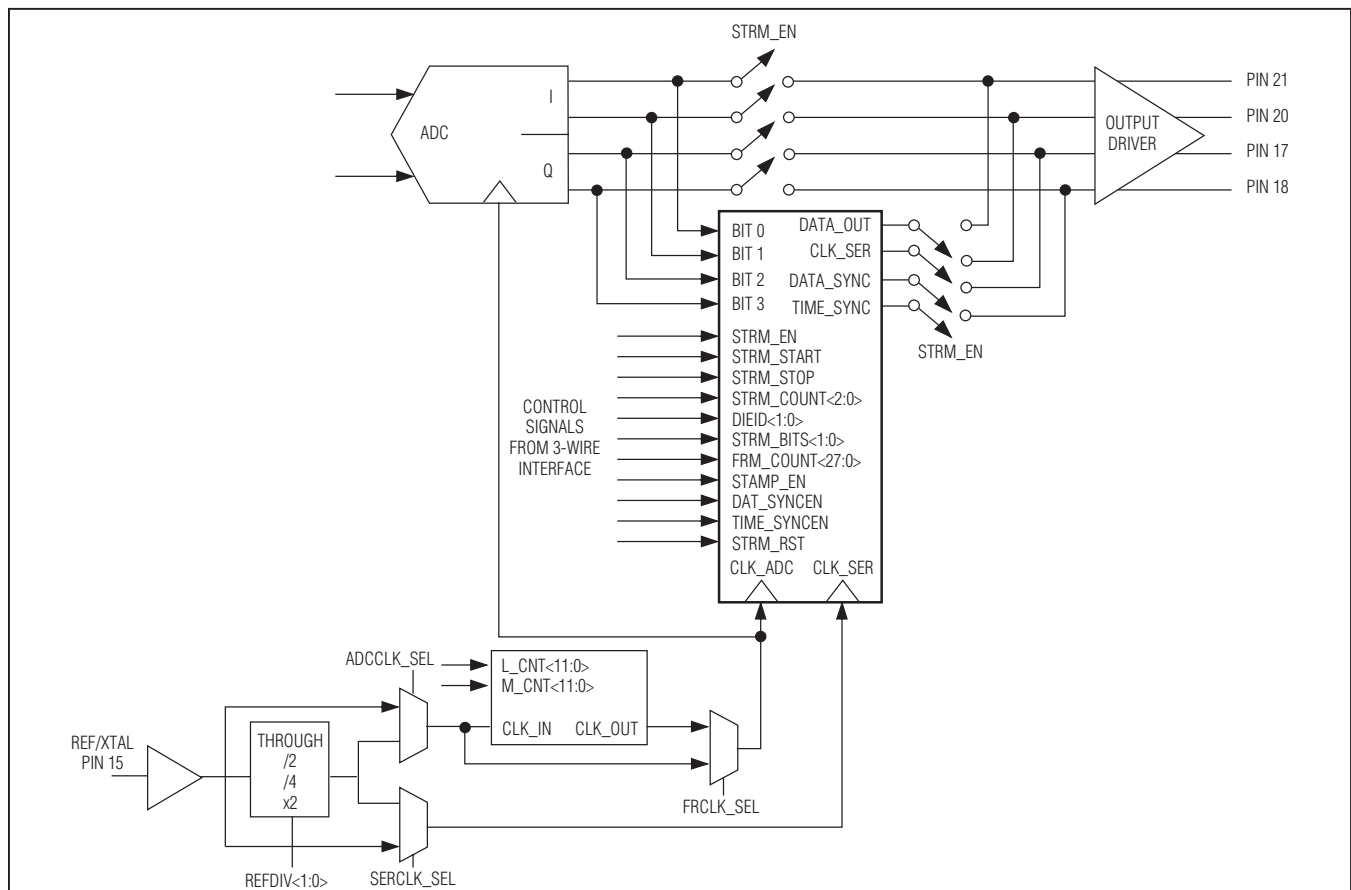 STRM_EN
I
ADC
Q
OUTPUT
DRIVER
PIN 21
PIN 20
PIN 17
PIN 18
BIT 0
BIT 1
BIT 2
BIT 3
DATA_OUT
CLK_SER
DATA_SYNC
TIME_SYNC
STRM_EN
CONTROL
SIGNALS
FROM 3-WIRE
INTERFACE
STRM_EN
STRM_START
STRM_STOP
STRM_COUNT<2:0>
DIEID<1:0>
STRM_BITS<1:0>
FRM_COUNT<27:0>
STAMP_EN
DAT_SYNCEN
TIME_SYNCEN
STRM_RST
CLK_ADC CLK_SER
ADCCLK_SEL
L_CNT<11:0>
M_CNT<11:0>
CLK_IN CLK_OUT
FRCLK_SEL
REF/XTAL
PIN 15
THROUGH
/2
/4
x2
REFDIV<1:0>
SERCLK_SEL